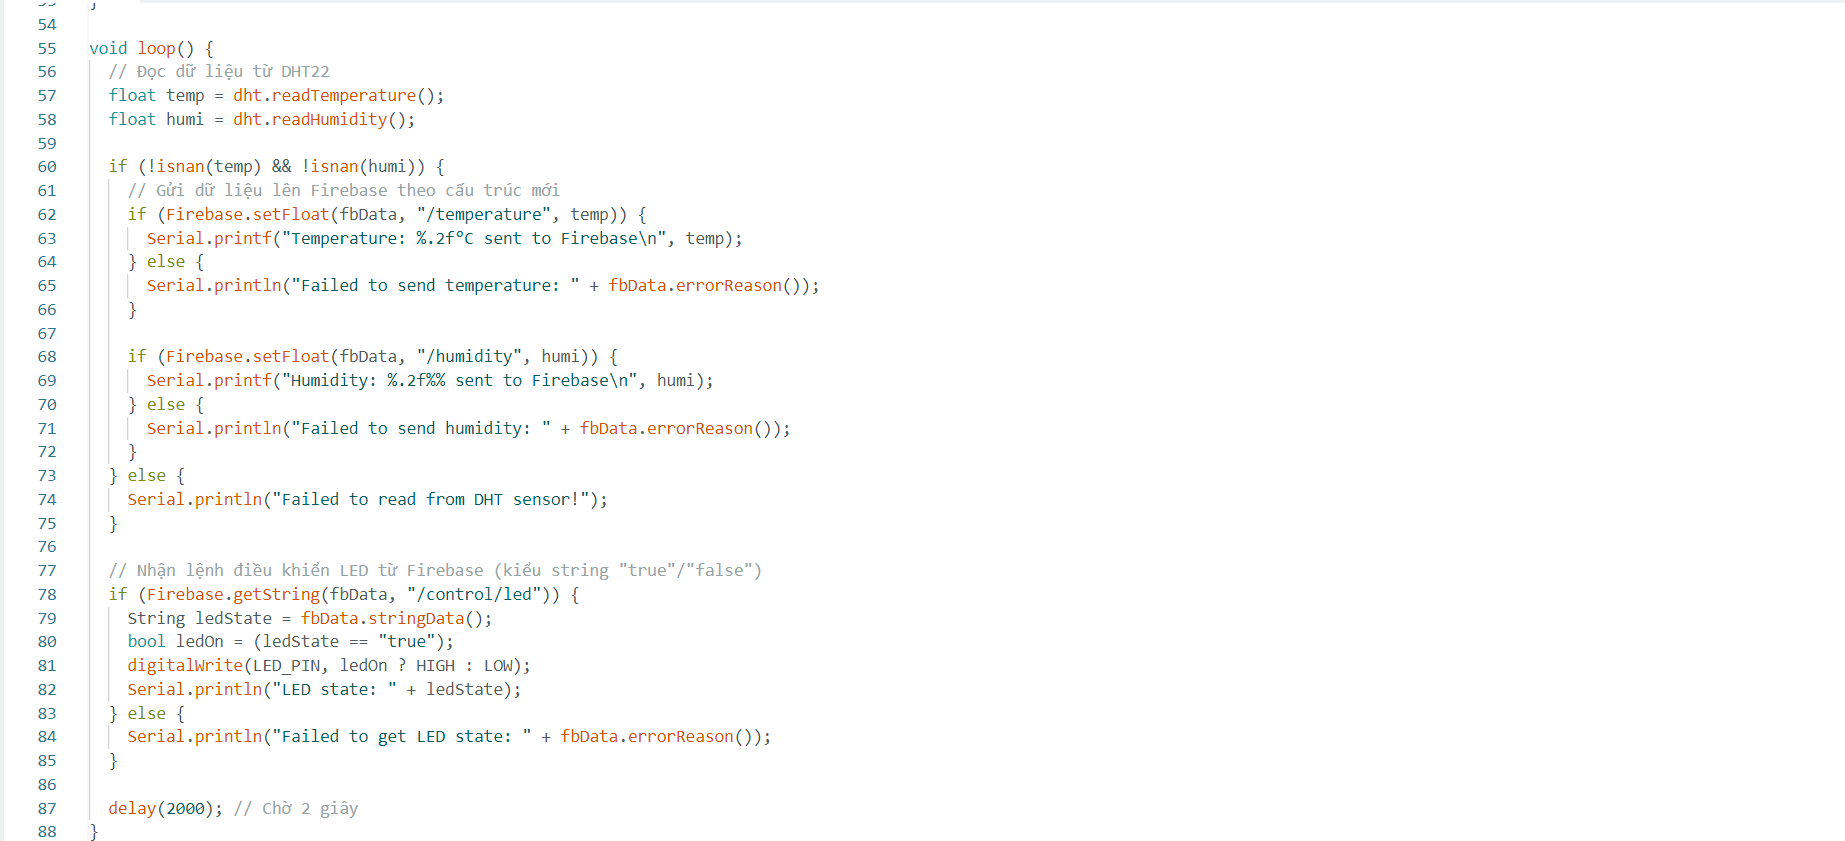 54
55 void loop() {
56 // Đọc dữ liệu từ DHT22
57 float temp = dht.readTemperature();
58 float humi = dht.readHumidity();
59
60 if (!isnan(temp) && !isnan(humi)) {
61 // Gửi dữ liệu lên Firebase theo cấu trúc mới
62 if (Firebase.setFloat(fbData, "/temperature", temp)) {
63 Serial.printf("Temperature: %.2f°C sent to Firebase\n", temp);
64 } else {
65 Serial.println("Failed to send temperature: " + fbData.errorReason());
66 }
67
68 if (Firebase.setFloat(fbData, "/humidity", humi)) {
69 Serial.printf("Humidity: %.2f%% sent to Firebase\n", humi);
70 } else {
71 Serial.println("Failed to send humidity: " + fbData.errorReason());
72 }
73 } else {
74 Serial.println("Failed to read from DHT sensor!");
75 }
76
77 // Nhận lệnh điều khiển LED từ Firebase (kiểu string "true"/"false")
78 if (Firebase.getString(fbData, "/control/led")) {
79 String ledState = fbData.stringData();
80 bool ledOn = (ledState == "true");
81 digitalWrite(LED_PIN, ledOn ? HIGH : LOW);
82 Serial.println("LED state: " + ledState);
83 } else {
84 Serial.println("Failed to get LED state: " + fbData.errorReason());
85 }
86
87 delay(2000); // Chờ 2 giây
88 }